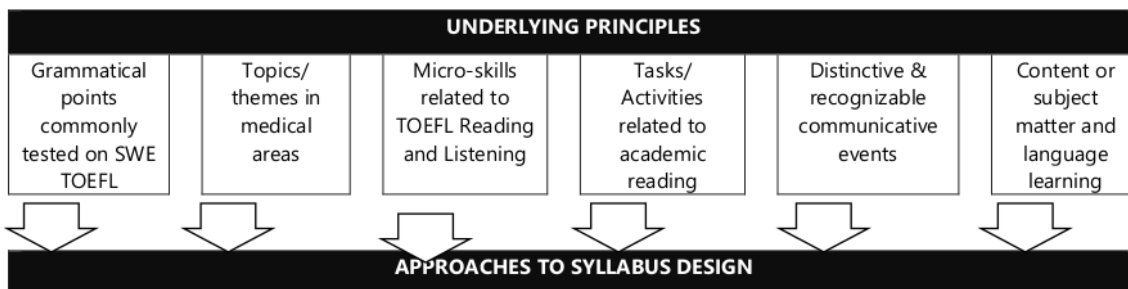 UNDERLYING PRINCIPLES
Grammatical
points
commonly
tested on SWE
TOEFL
Topics/
themes in
medical
areas
Micro-skills
related to
TOEFL Reading
and Listening
Tasks/
Activities
related to
academic
reading
Distinctive &
recognizable
communicative
events
Content or
subject
matter and
language
learning
APPROACHES TO SYLLABUS DESIGN